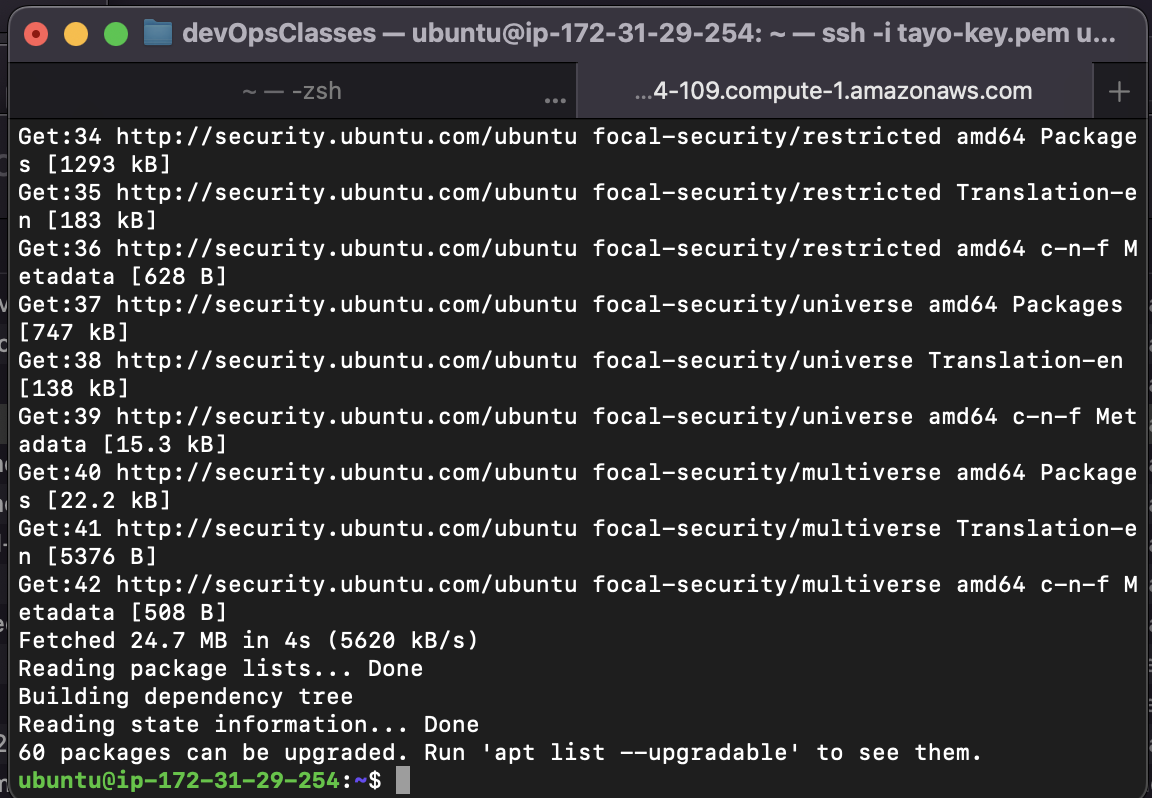 devOpsClasses — ubuntu@ip-172-31-29-254: ~ — ssh -i tayo-key.pem u...
~ — -zsh
...
...4-109.compute-1.amazonaws.com
+
Get:34 http://security.ubuntu.com/ubuntu focal-security/restricted amd64 Package
s [1293 kB]
Get:35 http://security.ubuntu.com/ubuntu focal-security/restricted Translation-e
n [183 kB]
Get:36 http://security.ubuntu.com/ubuntu focal-security/restricted amd64 c-n-f M
etadata [628 B]
Get:37 http://security.ubuntu.com/ubuntu focal-security/universe amd64 Packages
[747 kB]
Get:38 http://security.ubuntu.com/ubuntu focal-security/universe Translation-en
[138 kB]
Get:39 http://security.ubuntu.com/ubuntu focal-security/universe amd64 c-n-f Met
adata [15.3 kB]
Get:40 http://security.ubuntu.com/ubuntu focal-security/multiverse amd64 Package
s [22.2 kB]
Get:41 http://security.ubuntu.com/ubuntu focal-security/multiverse Translation-e
n [5376 B]
Get:42 http://security.ubuntu.com/ubuntu focal-security/multiverse amd64 c-n-f M
etadata [508 B]
Fetched 24.7 MB in 4s (5620 kB/s)
Reading package lists... Done
Building dependency tree
Reading state information... Done
60 packages can be upgraded. Run 'apt list --upgradable' to see them.
ubuntu@ip-172-31-29-254:~$